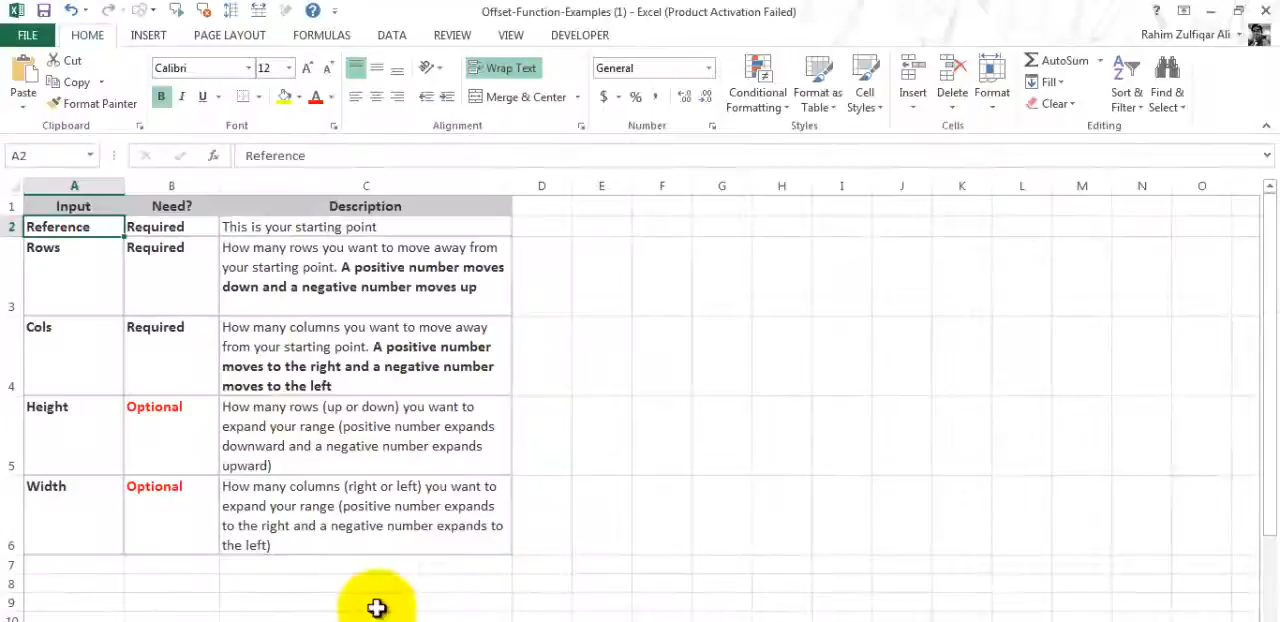 Offset-Function-Examples (1) - Excel (Product Activation Failed)
FILE HOME INSERT PAGE LAYOUT FORMULAS DATA REVIEW VIEW DEVELOPER Rahim Zulfiqar Ali
Paste
Cut
Copy
Format Painter
Clipboard
Calibri 12
B I U
Font
Wrap Text
Merge & Center
Alignment
General
$ % ,
Number
Conditional
Formatting
Format as
Table
Cell
Styles
Styles
Insert
Delete
Format
Cells
AutoSum
Fill
Clear
Sort &
Filter
Find &
Select
Editing
A2 fx Reference
A B C D E F G H I J K L M N O
1 Input Need? Description
2 Reference Required This is your starting point
Rows Required How many rows you want to move away from
your starting point. A positive number moves
down and a negative number moves up
3
Cols Required How many columns you want to move away
from your starting point. A positive number
moves to the right and a negative number
4 moves to the left
Height Optional How many rows (up or down) you want to
expand your range (positive number expands
downward and a negative number expands
5 upward)
Width Optional How many columns (right or left) you want to
expand your range (positive number expands
to the right and a negative number expands to
6 the left)
7
8
9
10